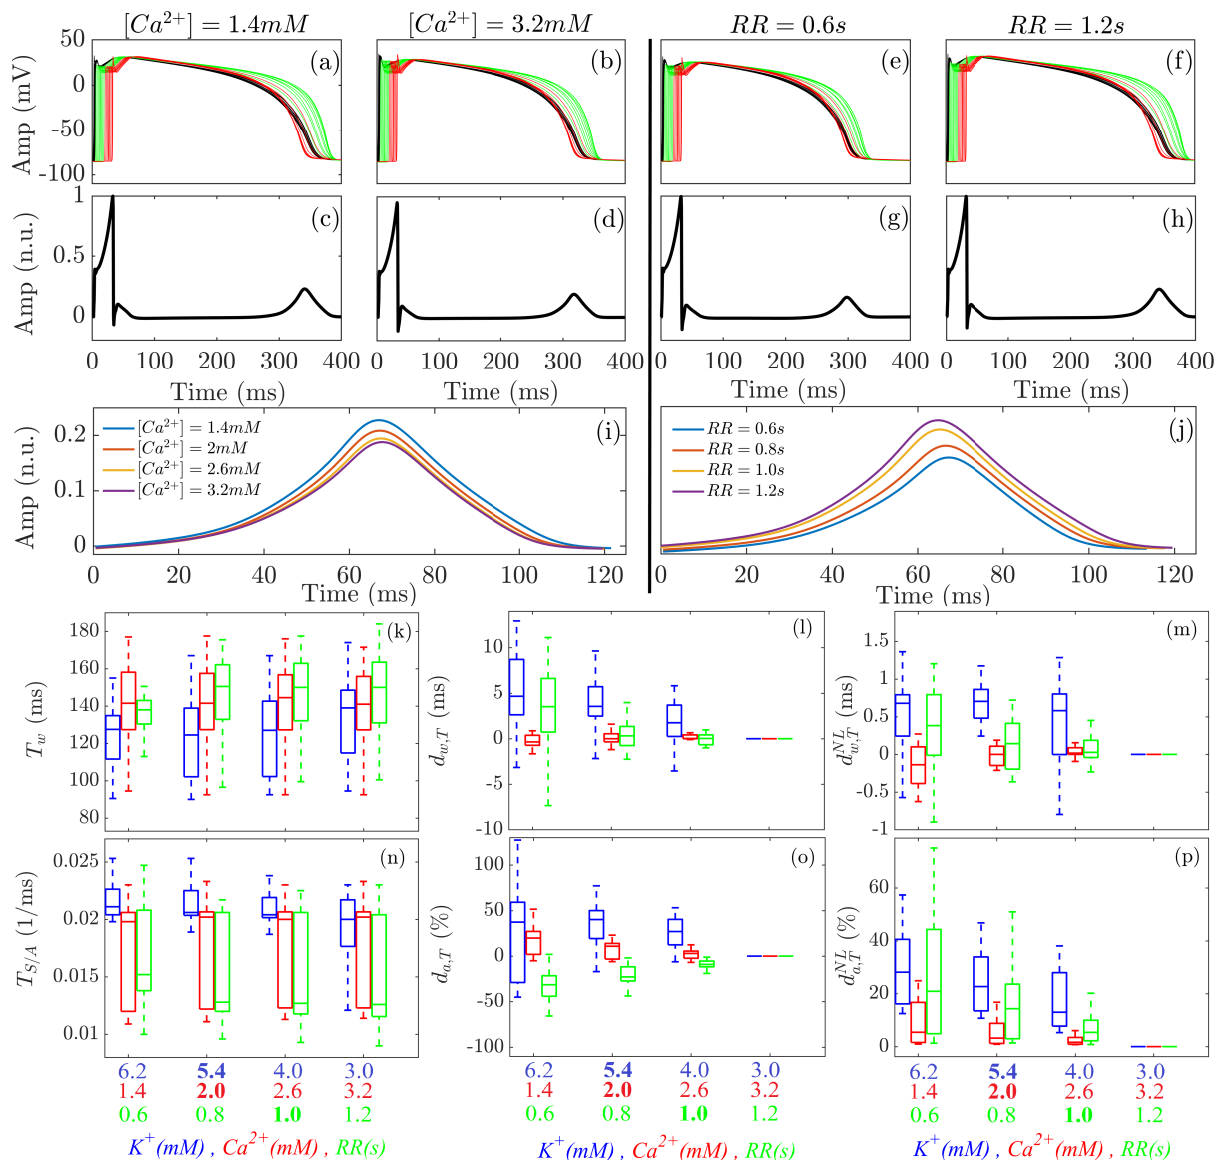 [Ca²⁺] = 1.4mM [Ca²⁺] = 3.2mM RR = 0.6s RR = 1.2s
50 (a) (b) (e) (f)
0
-50
-100
Amp (mV)
1 (c) (d) (g) (h)
0.5
0
Amp (n.u.)
0 100 200 300 400 0 100 200 300 400 0 100 200 300 400 0 100 200 300 400
Time (ms) Time (ms) Time (ms) Time (ms)
(i)
[Ca²⁺] = 1.4mM
[Ca²⁺] = 2mM
[Ca²⁺] = 2.6mM
[Ca²⁺] = 3.2mM
0.2
0.1
0
Amp (n.u.)
0 20 40 60 80 100 120
Time (ms)
(j)
RR = 0.6s
RR = 0.8s
RR = 1.0s
RR = 1.2s
0 20 40 60 80 100 120
Time (ms)
(k)
180
160
140
120
100
80
T_w (ms)
(l)
10
5
0
-5
-10
d_{w,T} (ms)
(m)
1.5
1
0.5
0
-0.5
-1
d^{NL}_{w,T} (ms)
(n)
0.025
0.02
0.015
0.01
T_{S/A} (1/ms)
(o)
100
50
0
-50
-100
d_{a,T} (%)
(p)
60
40
20
0
d^{NL}_{a,T} (%)
6.2 5.4 4.0 3.0 6.2 5.4 4.0 3.0 6.2 5.4 4.0 3.0
1.4 2.0 2.6 3.2 1.4 2.0 2.6 3.2 1.4 2.0 2.6 3.2
0.6 0.8 1.0 1.2 0.6 0.8 1.0 1.2 0.6 0.8 1.0 1.2
K⁺(mM) , Ca²⁺(mM) , RR(s) K⁺(mM) , Ca²⁺(mM) , RR(s) K⁺(mM) , Ca²⁺(mM) , RR(s)